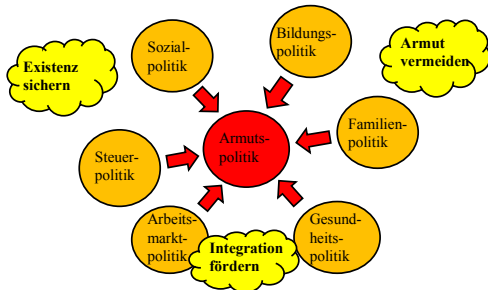 Sozial-
politik
Bildungs-
politik
Existenz
sichern
Armut
vermeiden
Armuts-
politik
Familien-
politik
Steuer-
politik
Arbeits-
markt-
politik
Integration
fördern
Gesund-
heits-
politik